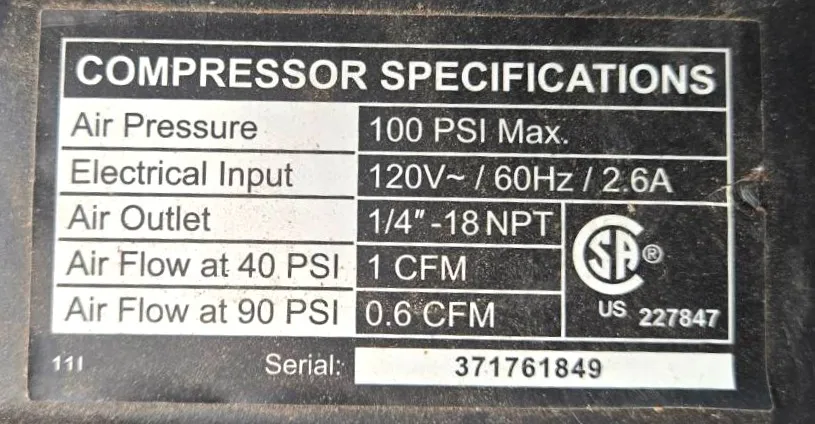 COMPRESSOR SPECIFICATIONS
Air Pressure 100 PSI Max.
Electrical Input 120V~ / 60Hz / 2.6A
Air Outlet 1/4″-18 NPT
Air Flow at 40 PSI 1 CFM
Air Flow at 90 PSI 0.6 CFM
SA ®
US 227847
11I Serial: 371761849